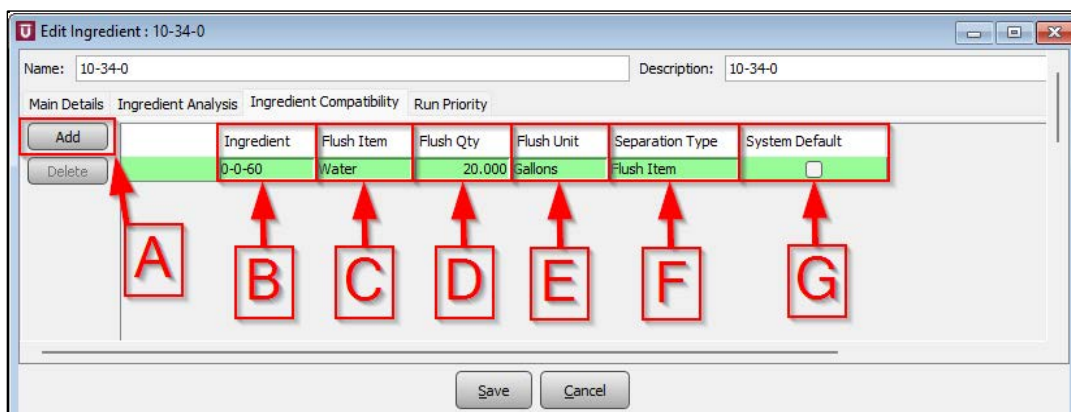 Edit Ingredient : 10-34-0
Name: 10-34-0 Description: 10-34-0
Main Details Ingredient Analysis Ingredient Compatibility Run Priority
Add Ingredient Flush Item Flush Qty Flush Unit Separation Type System Default
Delete 0-0-60 Water 20.000 Gallons Flush Item
A B C D E F G
Save Cancel